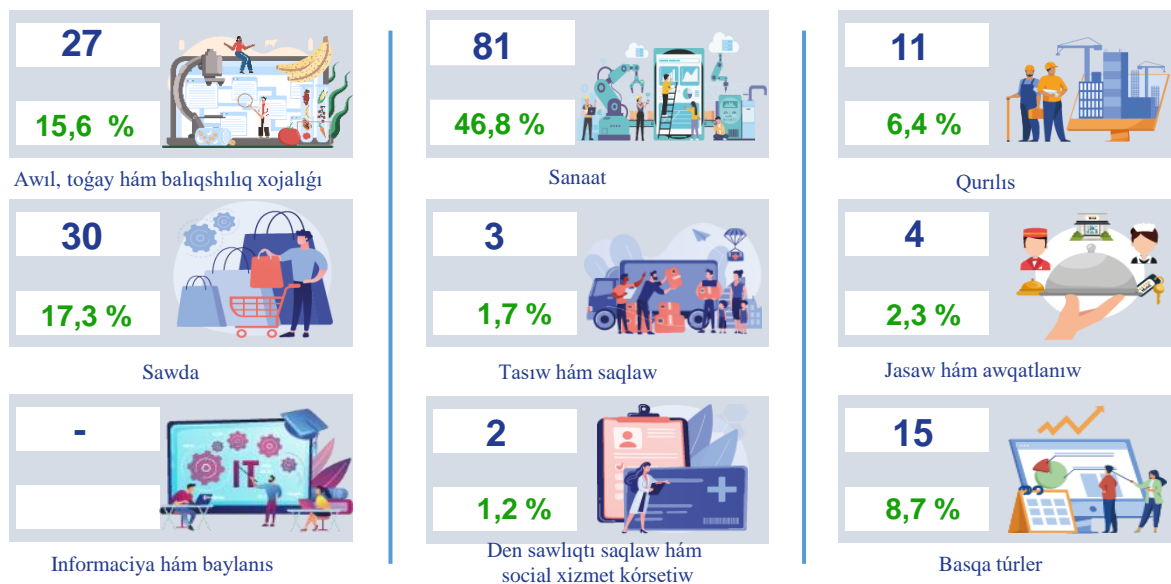 27
15,6 %
Awıl, toǵay hám balıqshılıq xojalıǵı
81
46,8 %
Sanaat
11
6,4 %
Qurılıs
30
17,3 %
Sawda
3
1,7 %
Tasıw hám saqlaw
4
2,3 %
Jasaw hám awqatlanıw
-
IT
Informaciya hám baylanıs
2
1,2 %
Den sawlıqtı saqlaw hám
social xizmet kórsetiw
15
8,7 %
Basqa túrler